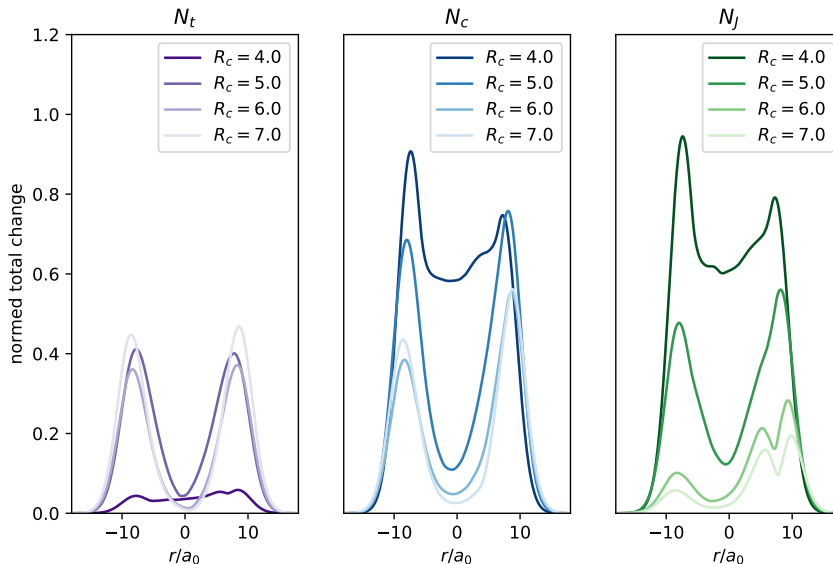 N_t
N_c
N_J
normed total change
1.2
1.0
0.8
0.6
0.4
0.2
0.0
R_c = 4.0
R_c = 5.0
R_c = 6.0
R_c = 7.0
R_c = 4.0
R_c = 5.0
R_c = 6.0
R_c = 7.0
R_c = 4.0
R_c = 5.0
R_c = 6.0
R_c = 7.0
−10 0 10
−10 0 10
−10 0 10
r/a_0
r/a_0
r/a_0